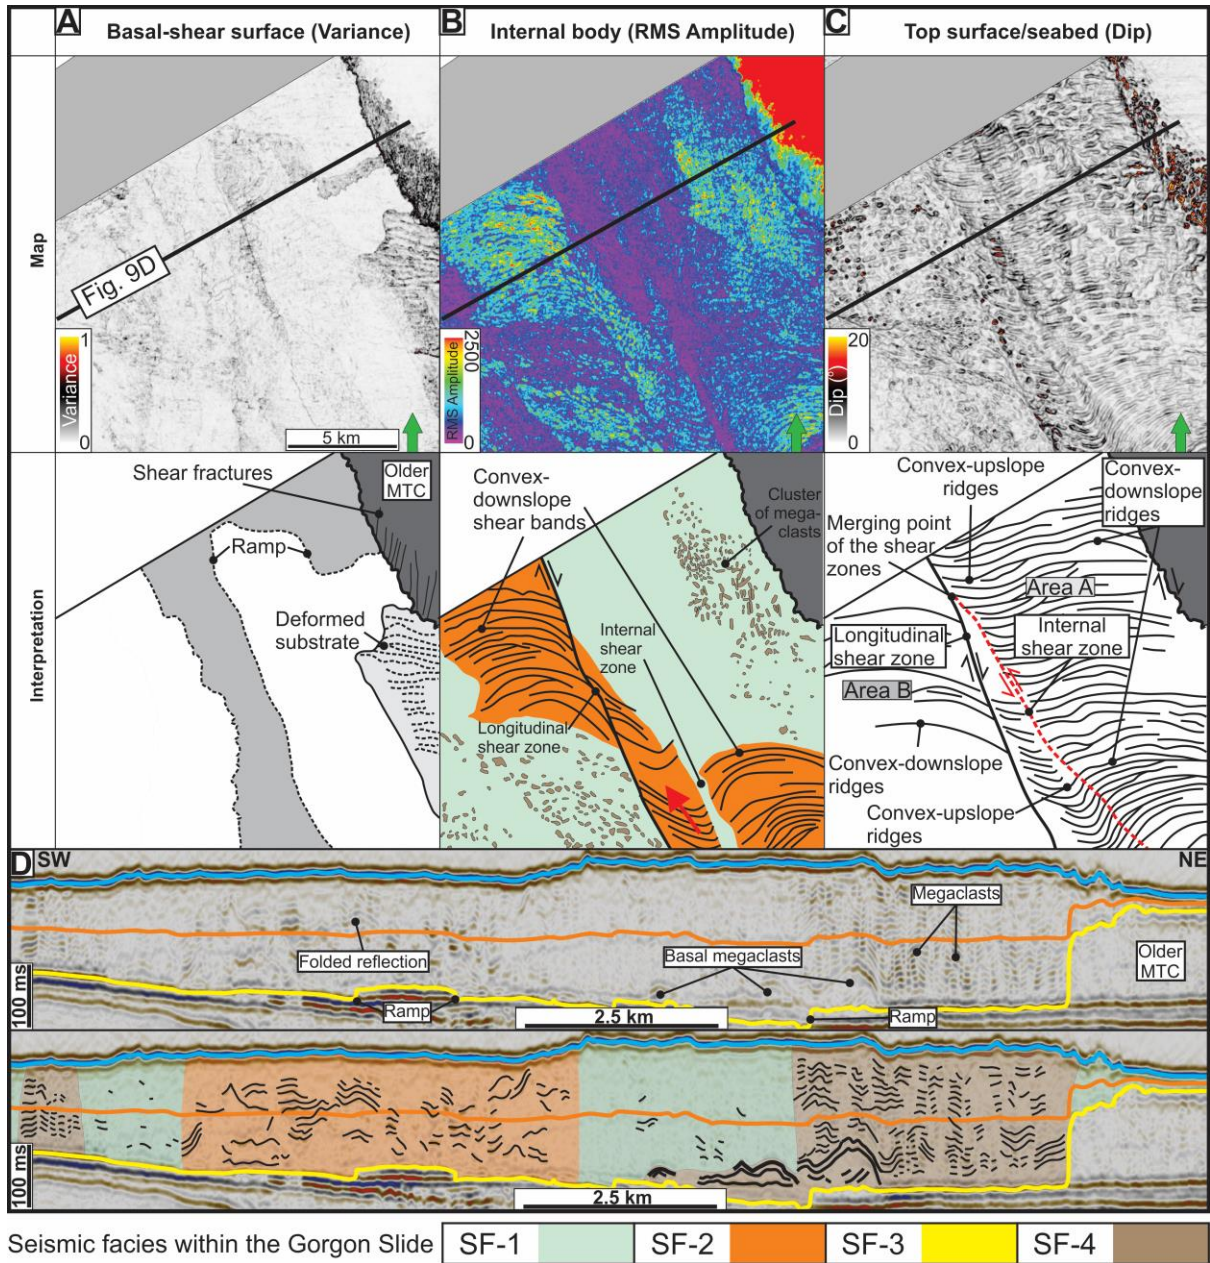 A Basal-shear surface (Variance)
B Internal body (RMS Amplitude)
C Top surface/seabed (Dip)
Map
Fig. 9D
1
Variance
0
5 km
2500
RMS Amplitude
0
20
Dip (°)
0
Interpretation
Shear fractures
Older
MTC
Ramp
Deformed
substrate
Convex-
downslope
shear bands
Cluster
of mega-
clasts
Internal
shear
zone
Longitudinal
shear zone
Convex-upslope
ridges
Convex-
downslope
ridges
Merging point
of the shear
zones
Area A
Longitudinal
shear zone
Internal
shear zone
Area B
Convex-downslope
ridges
Convex-upslope
ridges
D SW
NE
Megaclasts
Folded reflection
Basal megaclasts
Older
MTC
Ramp
Ramp
100 ms
2.5 km
100 ms
2.5 km
Seismic facies within the Gorgon Slide
SF-1
SF-2
SF-3
SF-4